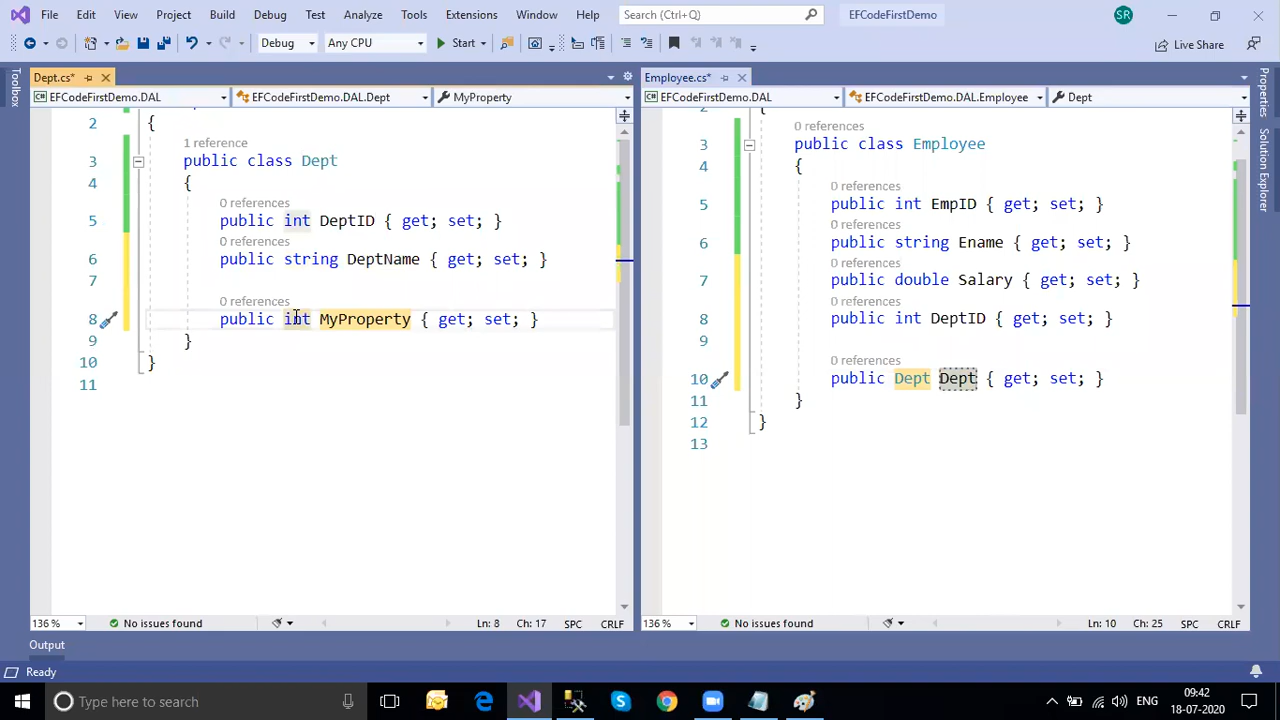 File Edit View Project Build Debug Test Analyze Tools Extensions Window Help Search (Ctrl+Q) EFCodeFirstDemo SR
Debug Any CPU Start Live Share
Toolbox
Dept.cs*
EFCodeFirstDemo.DAL EFCodeFirstDemo.DAL.Dept MyProperty
2 {
1 reference
3 public class Dept
4 {
0 references
5 public int DeptID { get; set; }
0 references
6 public string DeptName { get; set; }
7
0 references
8 public int MyProperty { get; set; }
9 }
10 }
11
136 % No issues found Ln: 8 Ch: 17 SPC CRLF
Employee.cs*
EFCodeFirstDemo.DAL EFCodeFirstDemo.DAL.Employee Dept
2 {
0 references
3 public class Employee
4 {
0 references
5 public int EmpID { get; set; }
0 references
6 public string Ename { get; set; }
0 references
7 public double Salary { get; set; }
0 references
8 public int DeptID { get; set; }
9
0 references
10 public Dept Dept { get; set; }
11 }
12 }
13
136 % No issues found Ln: 10 Ch: 25 SPC CRLF
Properties
Solution Explorer
Output
Ready
Type here to search ENG 09:42
18-07-2020